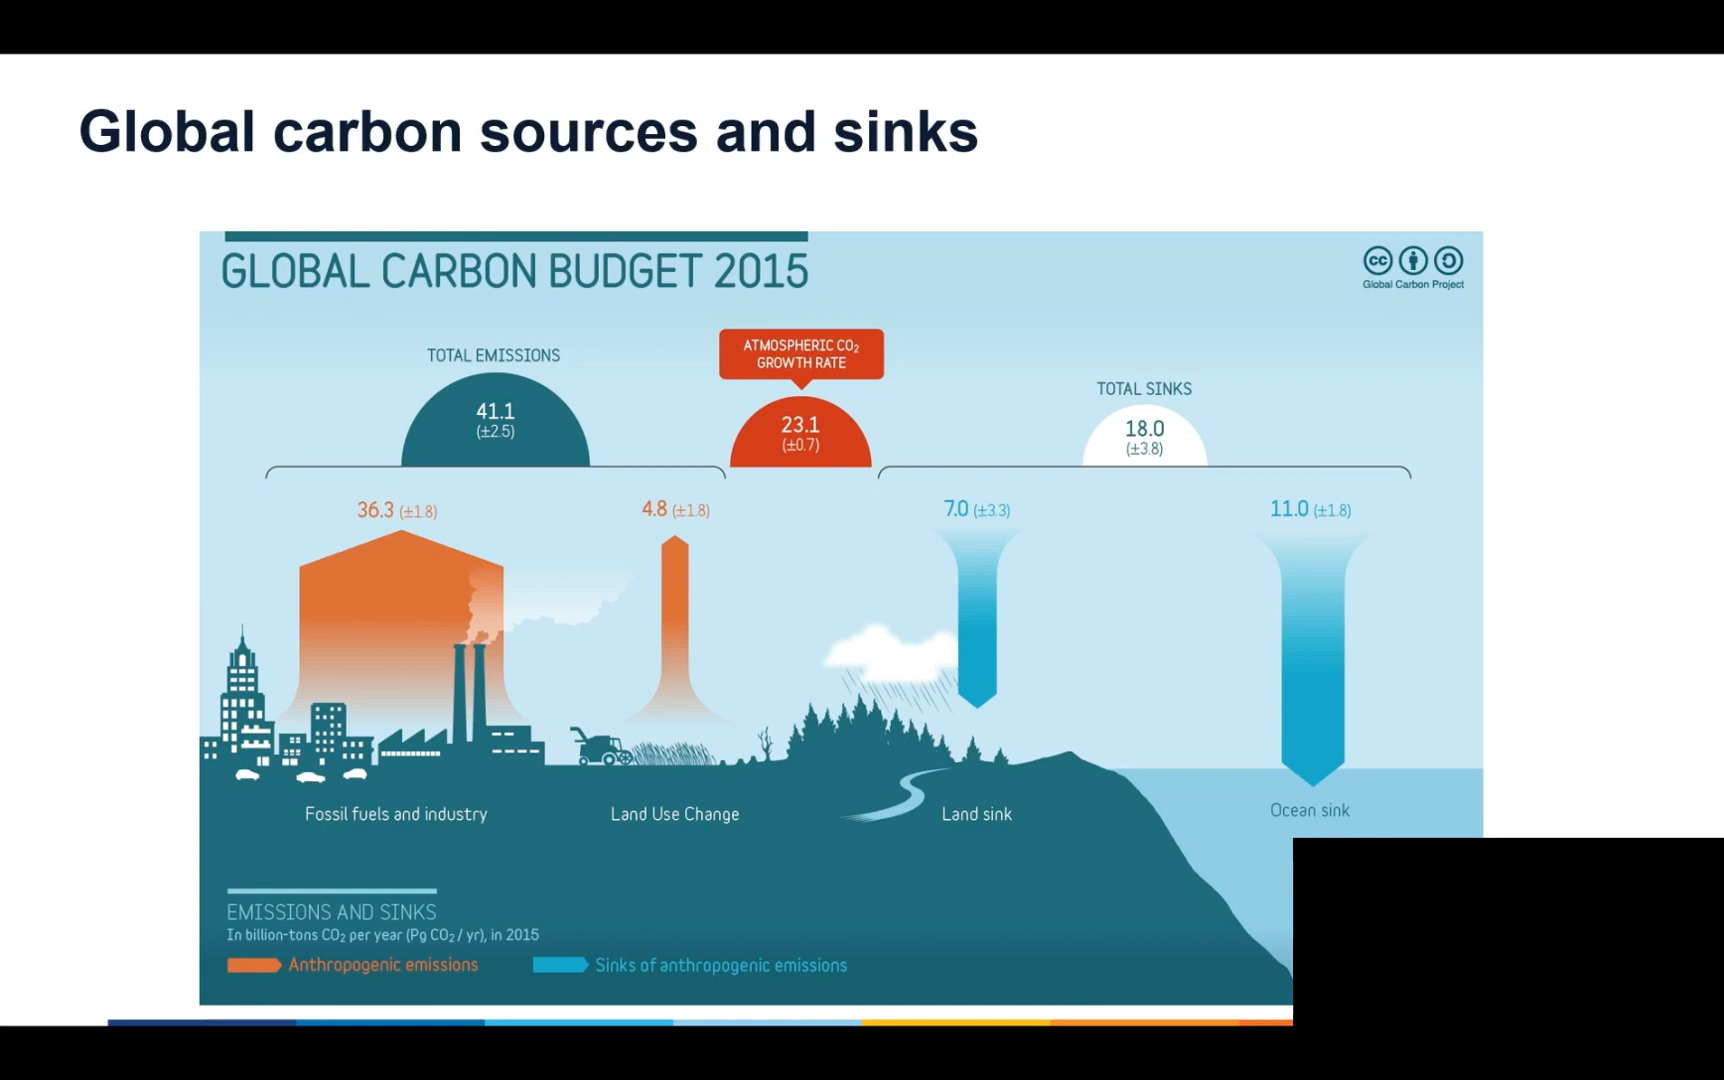 Global carbon sources and sinks
GLOBAL CARBON BUDGET 2015
cc
Global Carbon Project
TOTAL EMISSIONS
41.1
(±2.5)
ATMOSPHERIC CO₂
GROWTH RATE
23.1
(±0.7)
TOTAL SINKS
18.0
(±3.8)
36.3 (±1.8)
4.8 (±1.8)
7.0 (±3.3)
11.0 (±1.8)
Fossil fuels and industry
Land Use Change
Land sink
Ocean sink
EMISSIONS AND SINKS
In billion-tons CO₂ per year (Pg CO₂ / yr), in 2015
Anthropogenic emissions
Sinks of anthropogenic emissions